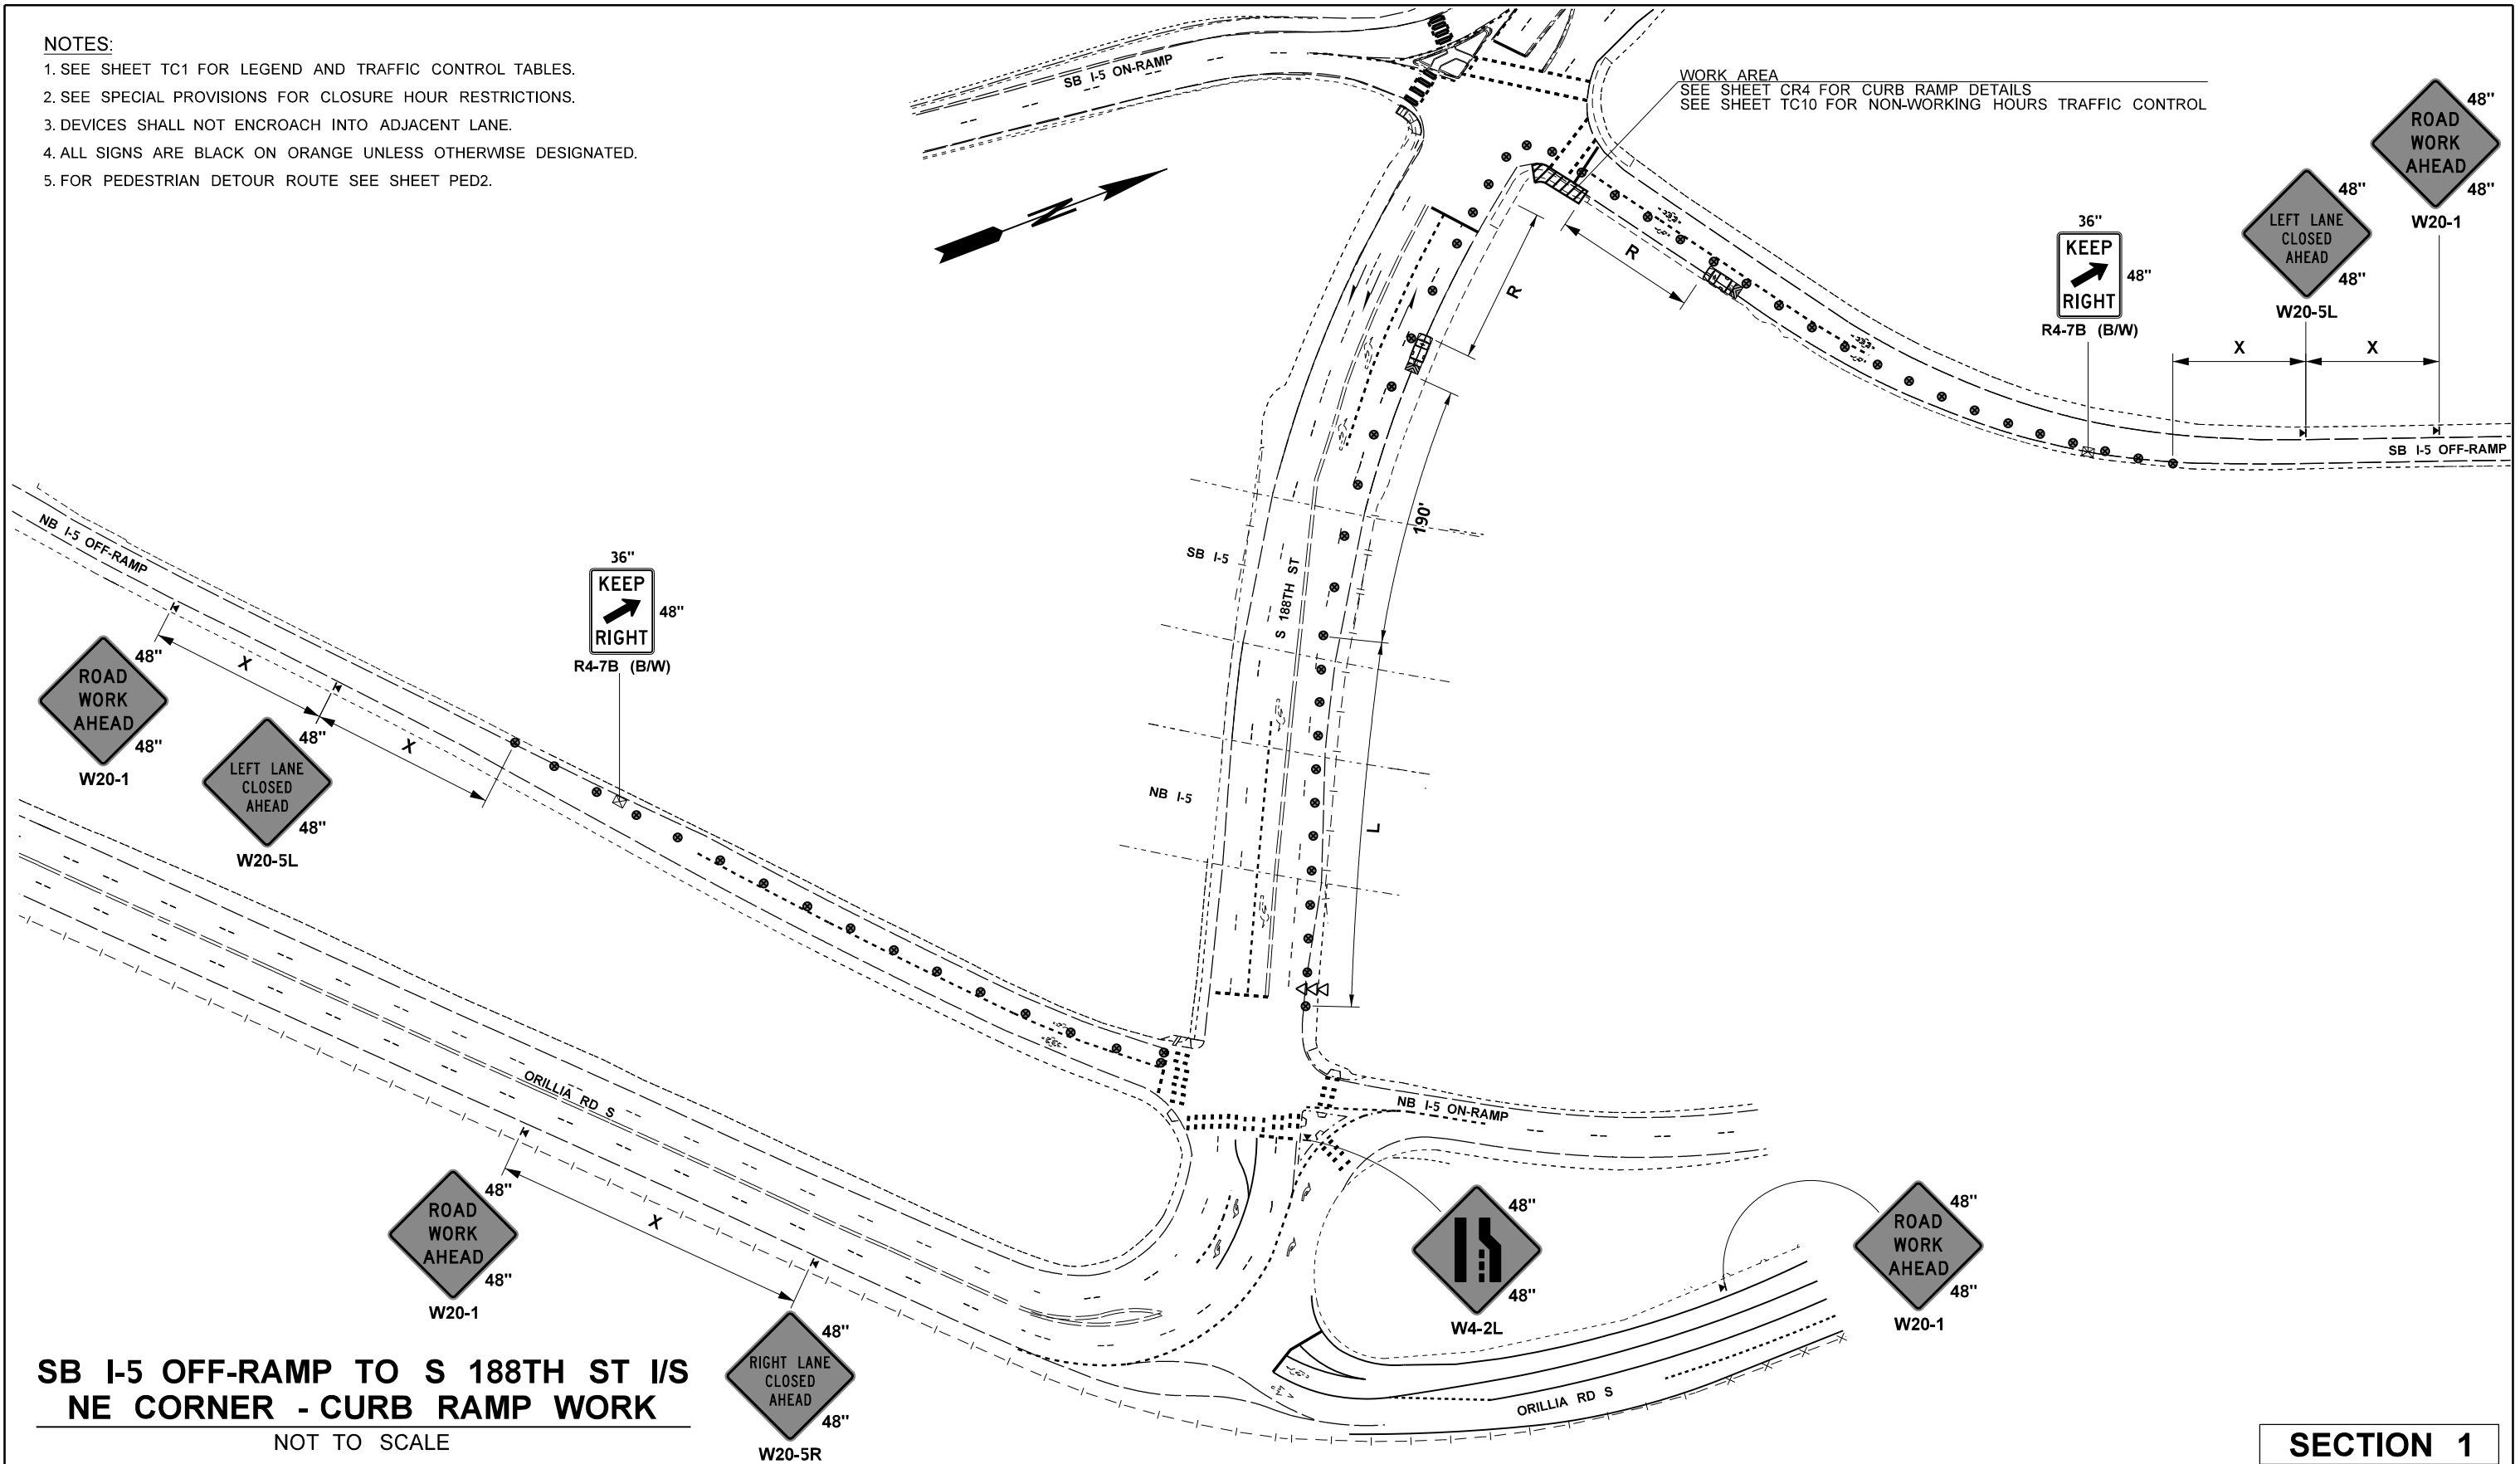 NOTES:
1. SEE SHEET TC1 FOR LEGEND AND TRAFFIC CONTROL TABLES.
2. SEE SPECIAL PROVISIONS FOR CLOSURE HOUR RESTRICTIONS.
3. DEVICES SHALL NOT ENCROACH INTO ADJACENT LANE.
4. ALL SIGNS ARE BLACK ON ORANGE UNLESS OTHERWISE DESIGNATED.
5. FOR PEDESTRIAN DETOUR ROUTE SEE SHEET PED2.
SB I-5 ON-RAMP
N
WORK AREA
SEE SHEET CR4 FOR CURB RAMP DETAILS
SEE SHEET TC10 FOR NON-WORKING HOURS TRAFFIC CONTROL
ROAD
WORK
AHEAD
48"
48"
W20-1
LEFT LANE
CLOSED
AHEAD
48"
48"
W20-5L
36"
KEEP
RIGHT
48"
R4-7B (B/W)
X
X
SB I-5 OFF-RAMP
R
R
190'
L
SB I-5
S 188TH ST
NB I-5
NB I-5 OFF-RAMP
36"
KEEP
RIGHT
48"
R4-7B (B/W)
X
X
ROAD
WORK
AHEAD
48"
48"
W20-1
LEFT LANE
CLOSED
AHEAD
48"
48"
W20-5L
ORILLIA RD S
NB I-5 ON-RAMP
ROAD
WORK
AHEAD
48"
48"
W20-1
X
RIGHT LANE
CLOSED
AHEAD
48"
48"
W20-5R
48"
48"
W4-2L
ROAD
WORK
AHEAD
48"
48"
W20-1
ORILLIA RD S
SB I-5 OFF-RAMP TO S 188TH ST I/S
NE CORNER - CURB RAMP WORK
NOT TO SCALE
SECTION 1